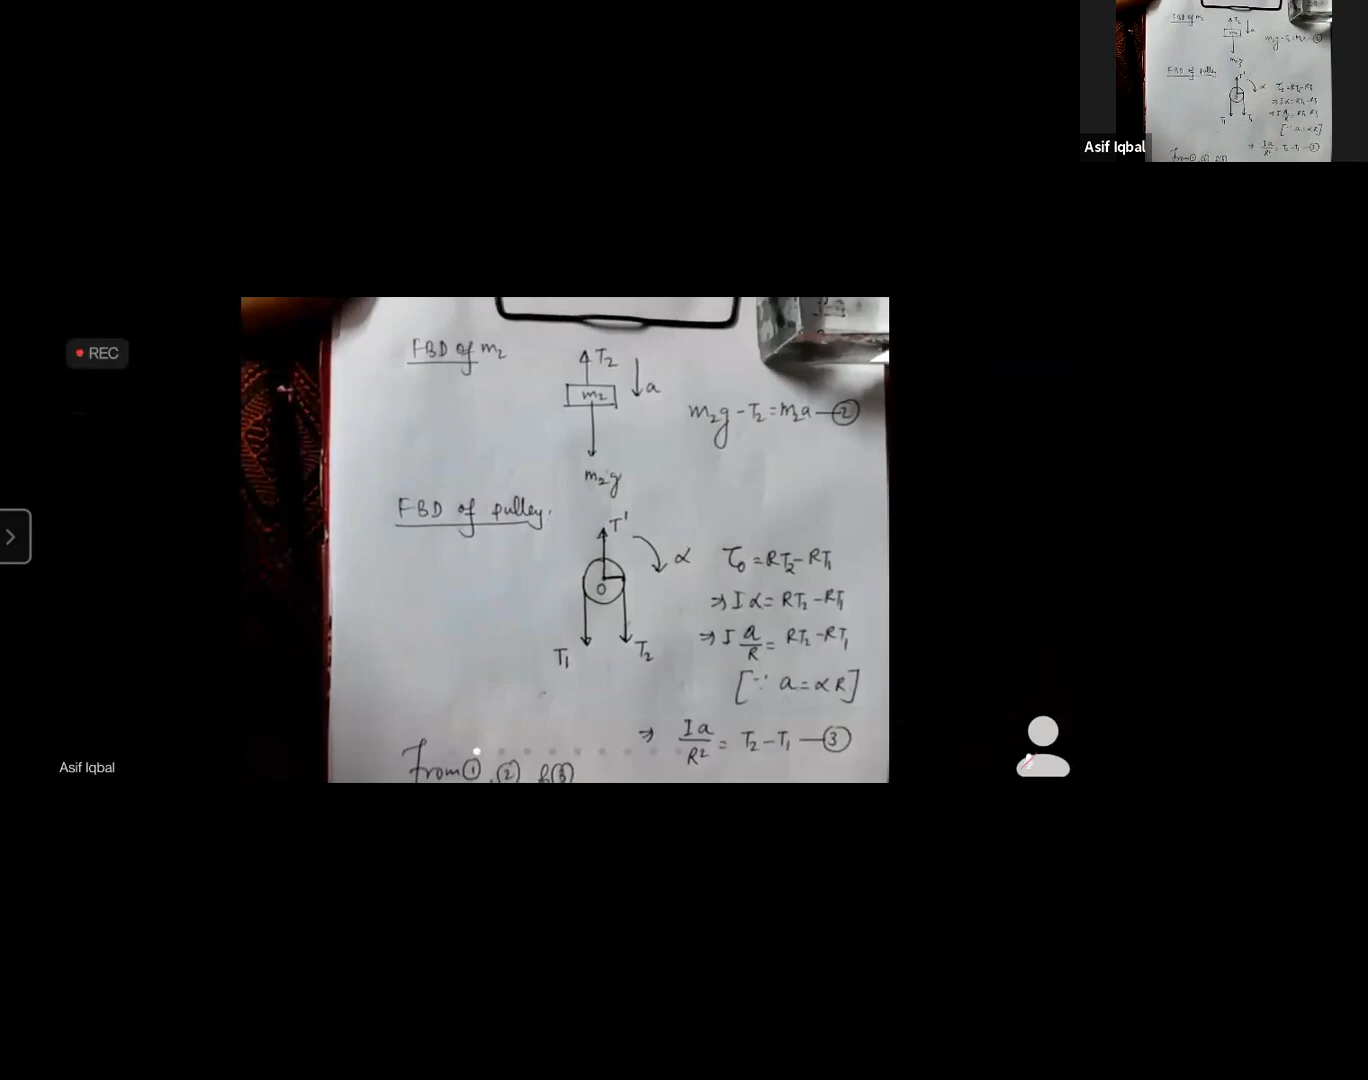 Asif Iqbal
REC
FBD of m₂
T₂
m₂
a
m₂g
m₂g - T₂ = m₂a — ②
FBD of pulley.
T'
α
O
T₁
T₂
τ₀ = RT₂ - RT₁
⇒ Iα = RT₂ - RT₁
⇒ I a/R = RT₂ - RT₁
[∵ a = αR]
⇒ Ia/R² = T₂ - T₁ — ③
From ①, ② & ③
Asif Iqbal